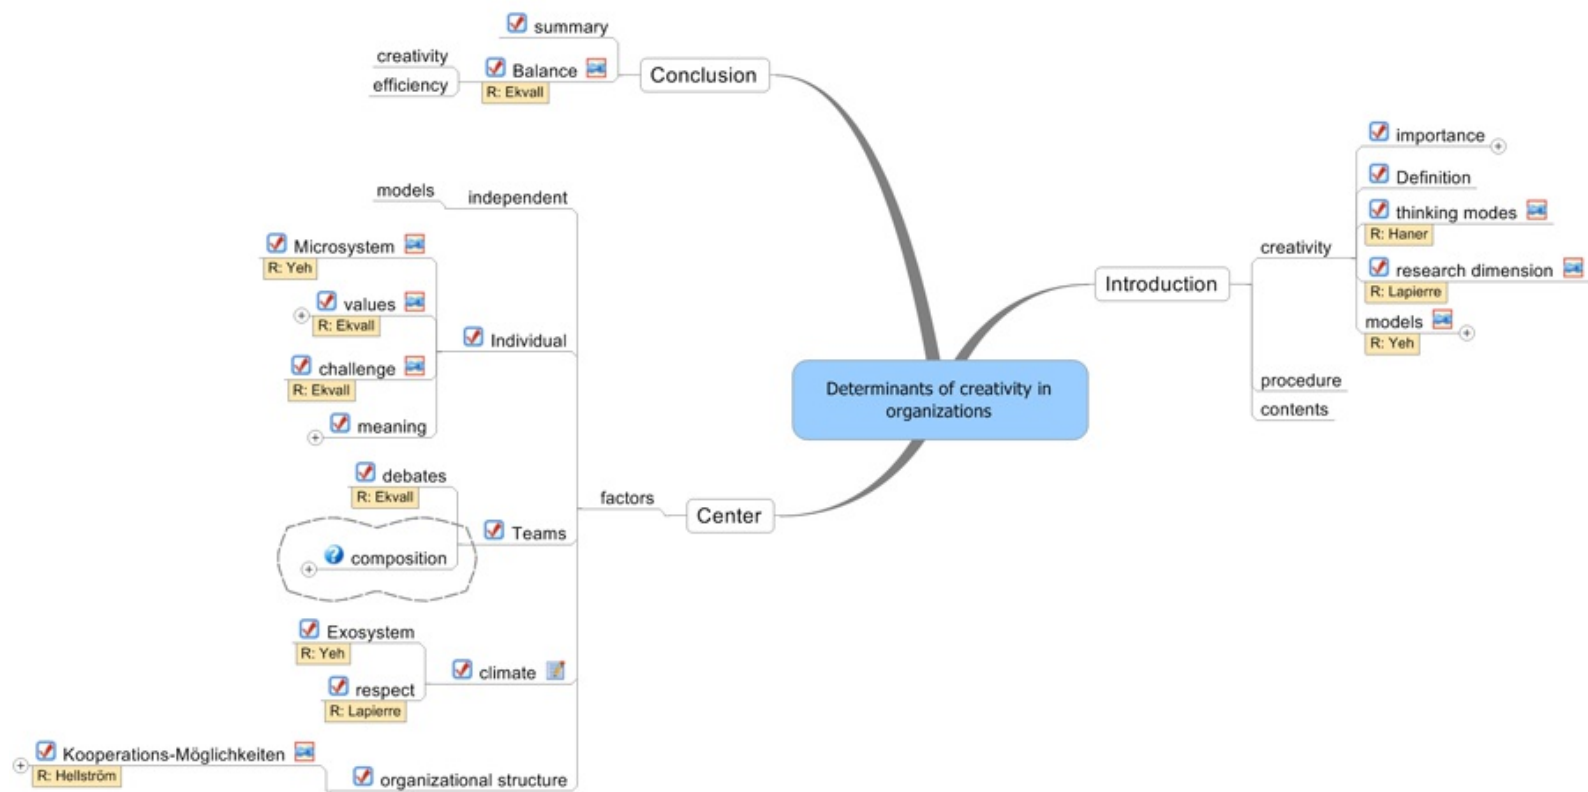 summary
creativity
Balance
efficiency
R: Ekvall
Conclusion
importance
Definition
thinking modes
R: Haner
creativity
research dimension
R: Lapierre
models
R: Yeh
Introduction
procedure
contents
Determinants of creativity in
organizations
models
independent
Microsystem
R: Yeh
values
R: Ekvall
Individual
challenge
R: Ekvall
meaning
debates
R: Ekvall
factors
Center
Teams
composition
Exosystem
R: Yeh
climate
respect
R: Lapierre
Kooperations-Möglichkeiten
R: Hellström
organizational structure